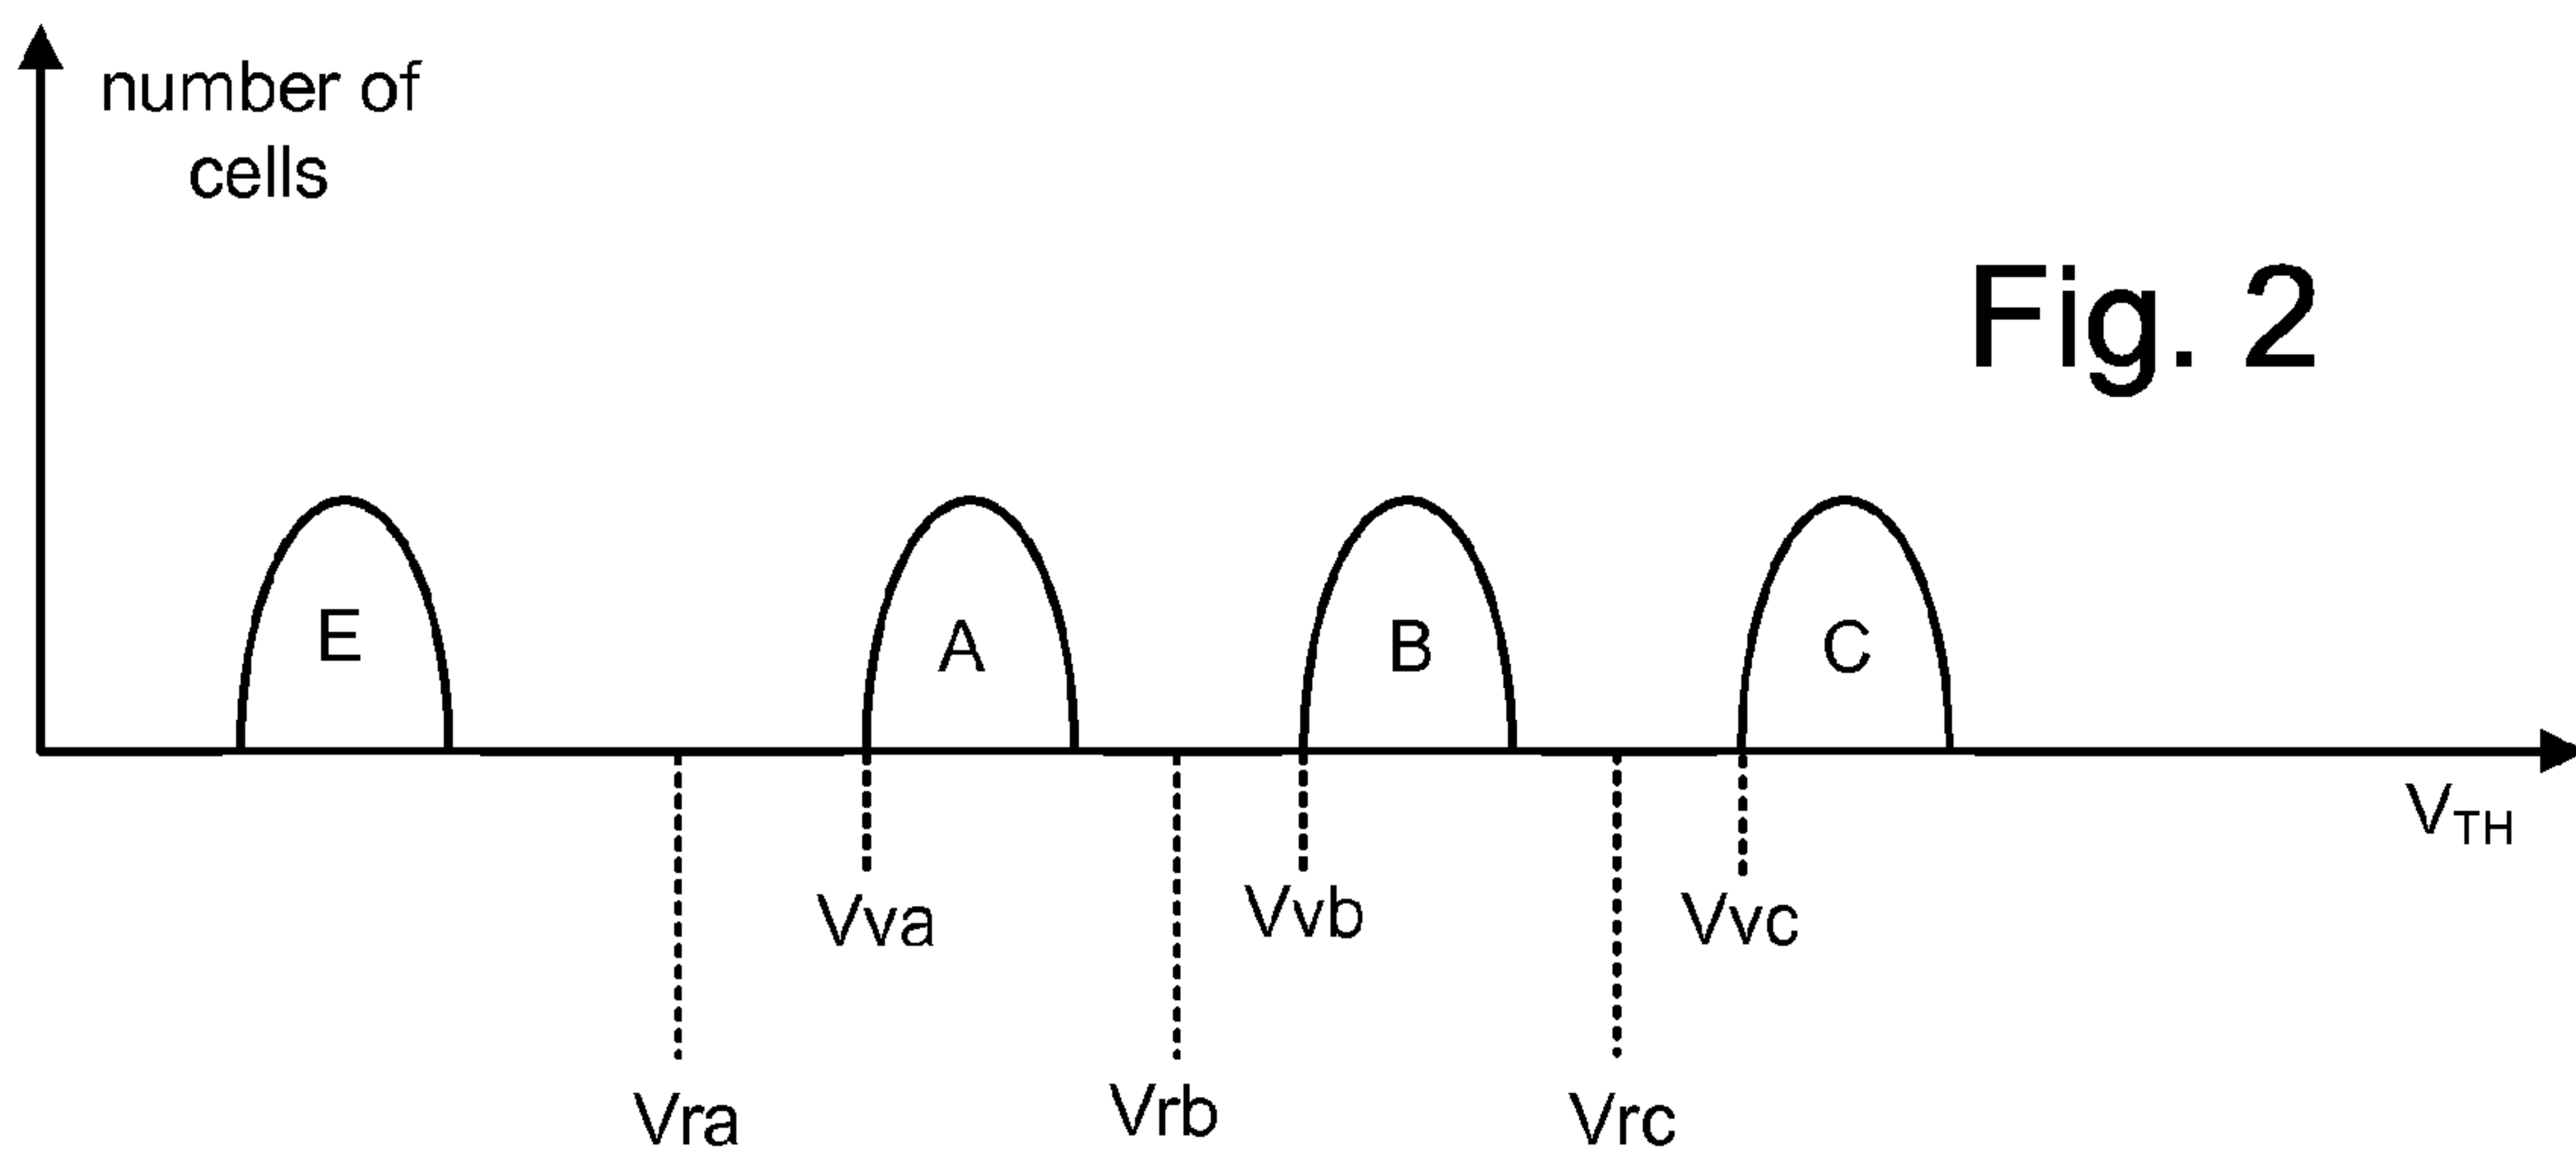 number of
cells
Fig. 2
E
A
B
C
VTH
Vva
Vvb
Vvc
Vra
Vrb
Vrc